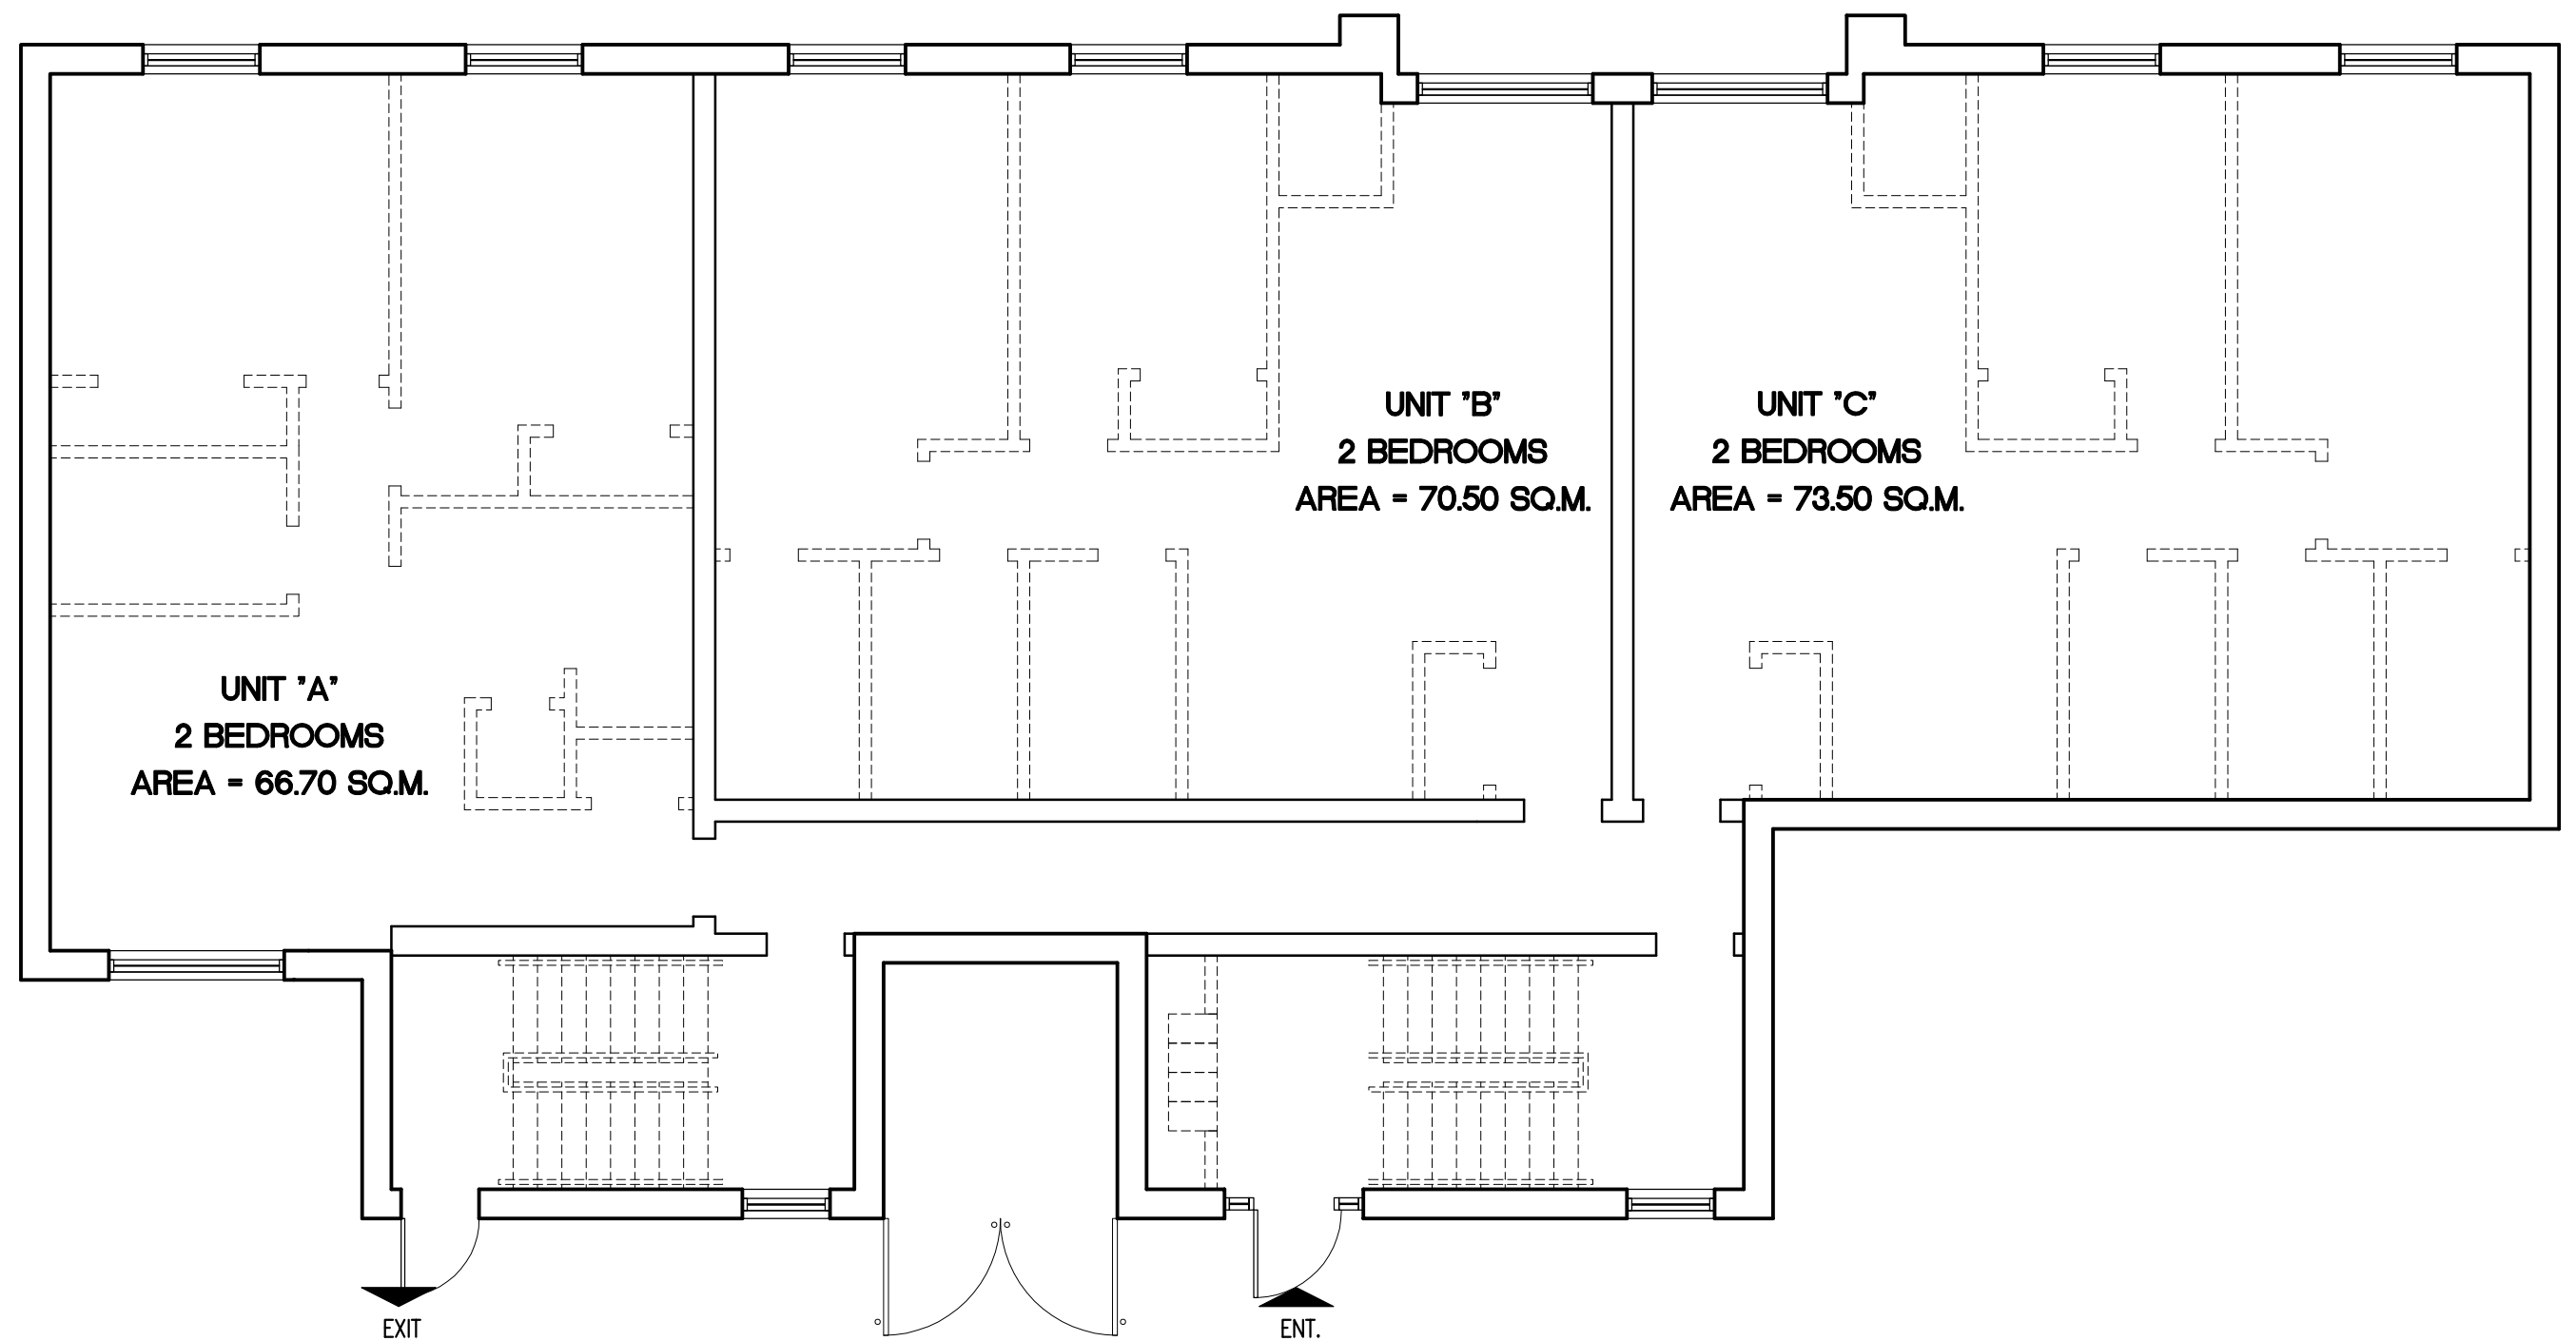 UNIT "B"
2 BEDROOMS
AREA = 70.50 SQ.M.
UNIT "C"
2 BEDROOMS
AREA = 73.50 SQ.M.
UNIT "A"
2 BEDROOMS
AREA = 66.70 SQ.M.
EXIT
ENT.